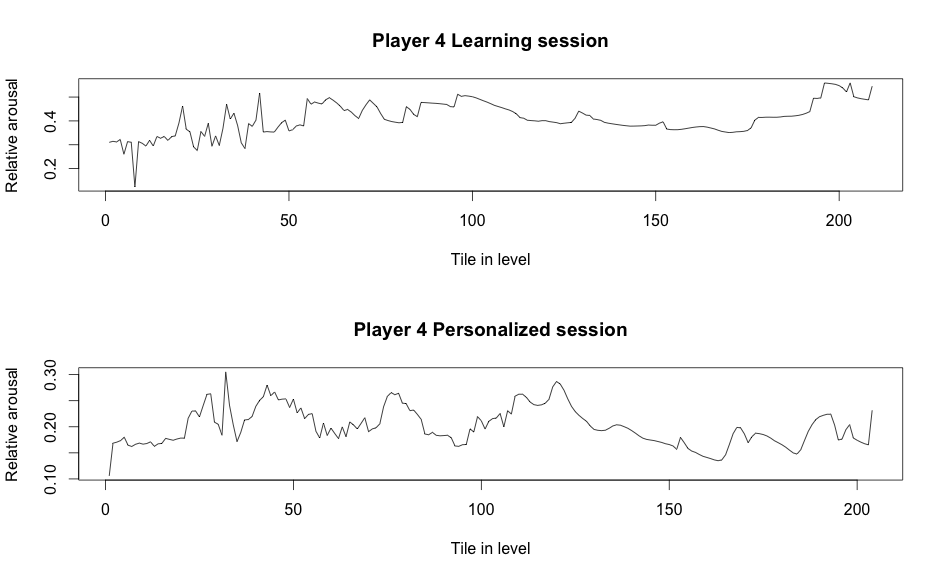 Player 4 Learning session
Relative arousal
0.4
0.2
0 50 100 150 200
Tile in level
Player 4 Personalized session
Relative arousal
0.30
0.20
0.10
0 50 100 150 200
Tile in level